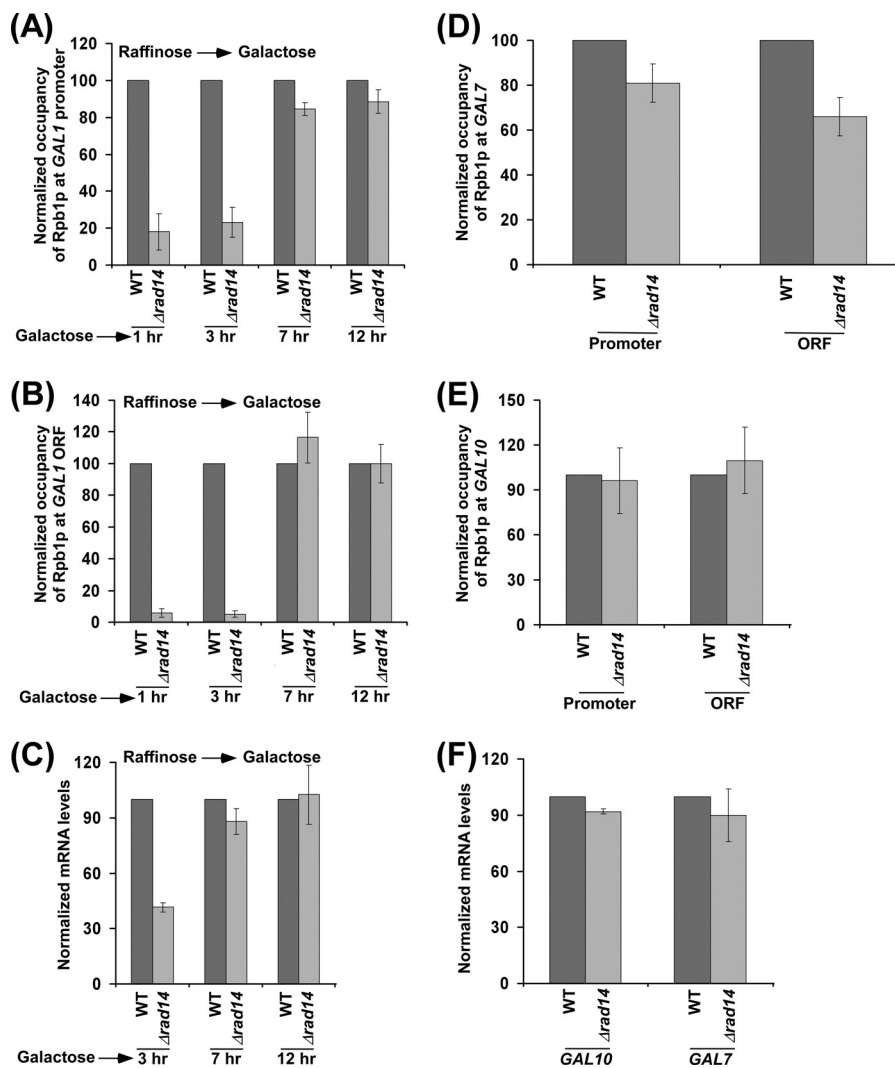 (A)
Raffinose → Galactose
Normalized occupancy
of Rpb1p at GAL1 promoter
120
100
80
60
40
20
0
WT
Δrad14
WT
Δrad14
WT
Δrad14
WT
Δrad14
Galactose → 1 hr 3 hr 7 hr 12 hr
(B)
Raffinose → Galactose
Normalized occupancy
of Rpb1p at GAL1 ORF
140
120
100
80
60
40
20
0
WT
Δrad14
WT
Δrad14
WT
Δrad14
WT
Δrad14
Galactose → 1 hr 3 hr 7 hr 12 hr
(C)
Raffinose → Galactose
Normalized mRNA levels
120
90
60
30
0
WT
Δrad14
WT
Δrad14
WT
Δrad14
Galactose → 3 hr 7 hr 12 hr
(D)
Normalized occupancy
of Rpb1p at GAL7
100
80
60
40
20
0
WT
Δrad14
WT
Δrad14
Promoter ORF
(E)
Normalized occupancy
of Rpb1p at GAL10
150
120
90
60
30
0
WT
Δrad14
WT
Δrad14
Promoter ORF
(F)
Normalized mRNA levels
120
90
60
30
0
WT
Δrad14
WT
Δrad14
GAL10 GAL7